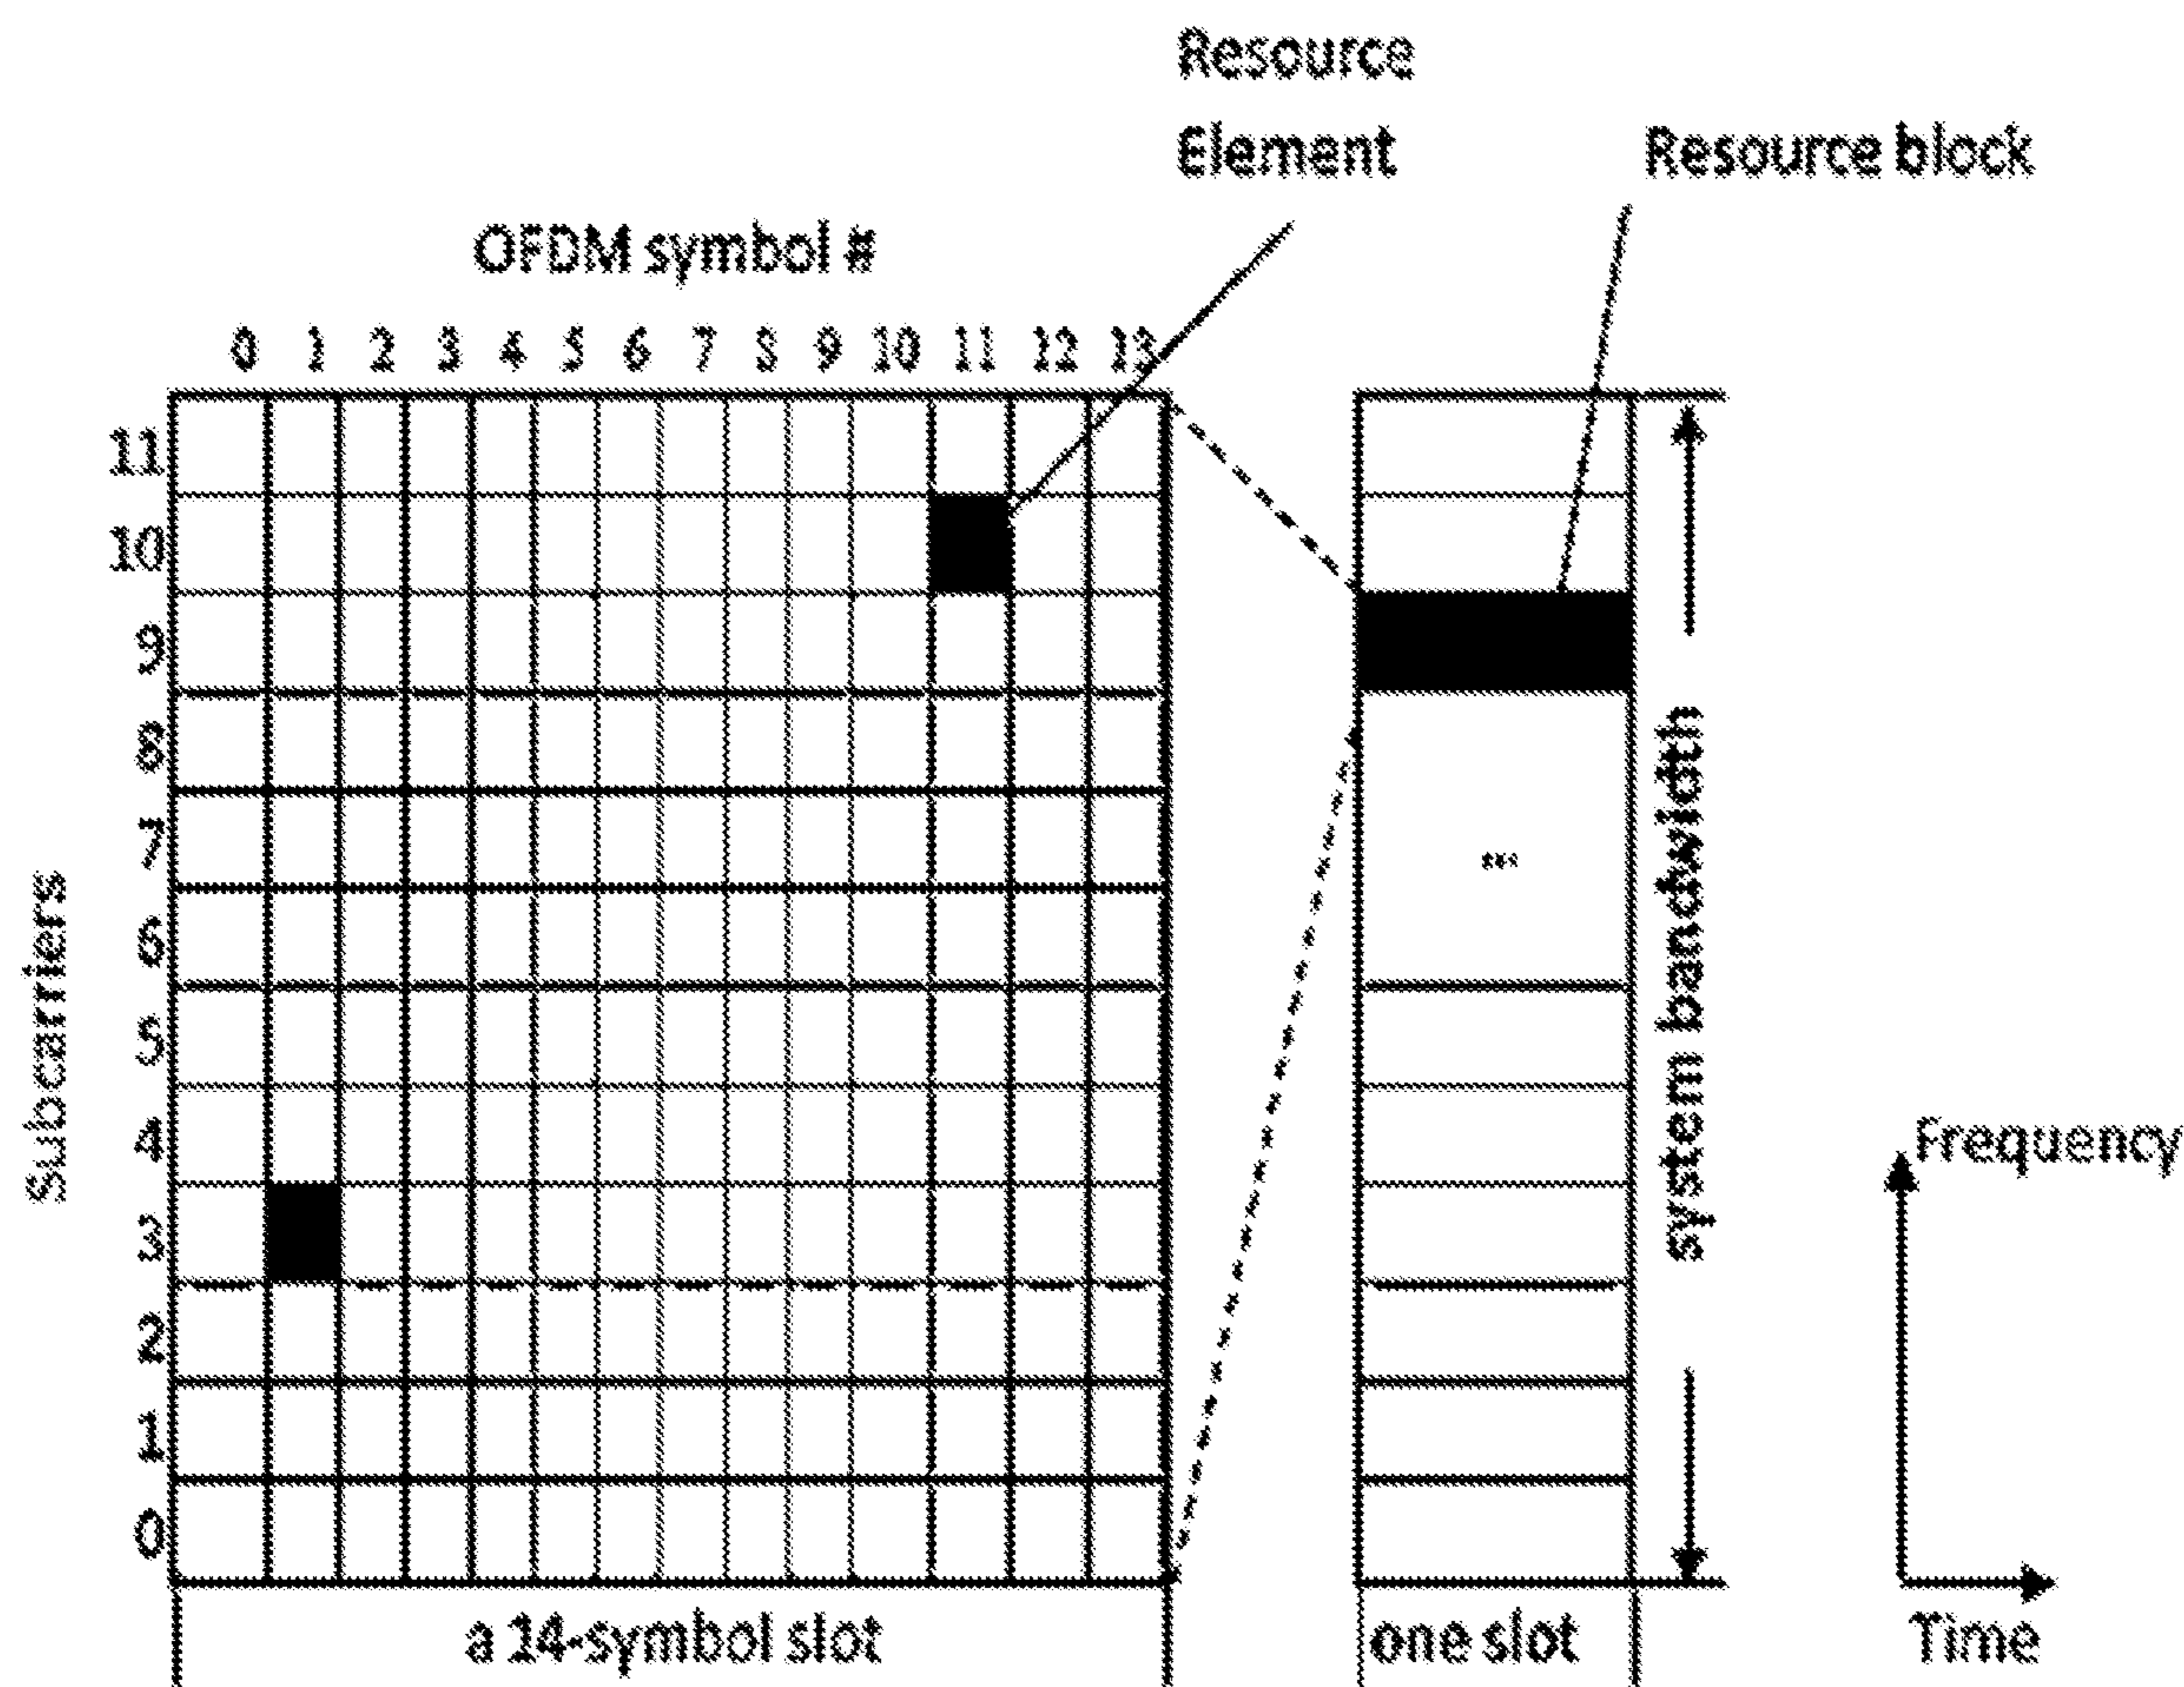 Resource
Element
Resource block
OFDM symbol #
0 1 2 3 4 5 6 7 8 9 10 11 12 13
11
10
9
8
7
6
5
4
3
2
1
0
Subcarriers
...
system bandwidth
Frequency
Time
a 14-symbol slot
one slot